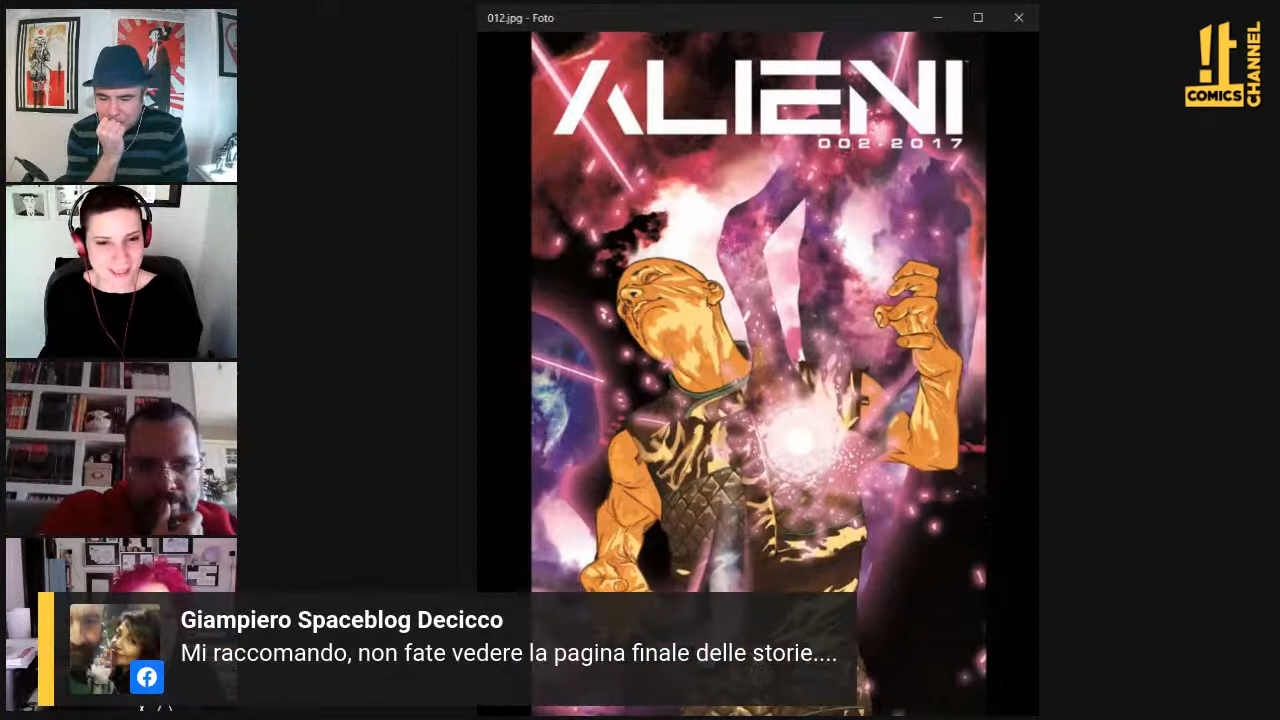 012.jpg - Foto
ALIENI
002-2017
!t
COMICS
CHANNEL
Giampiero Spaceblog Decicco
Mi raccomando, non fate vedere la pagina finale delle storie....